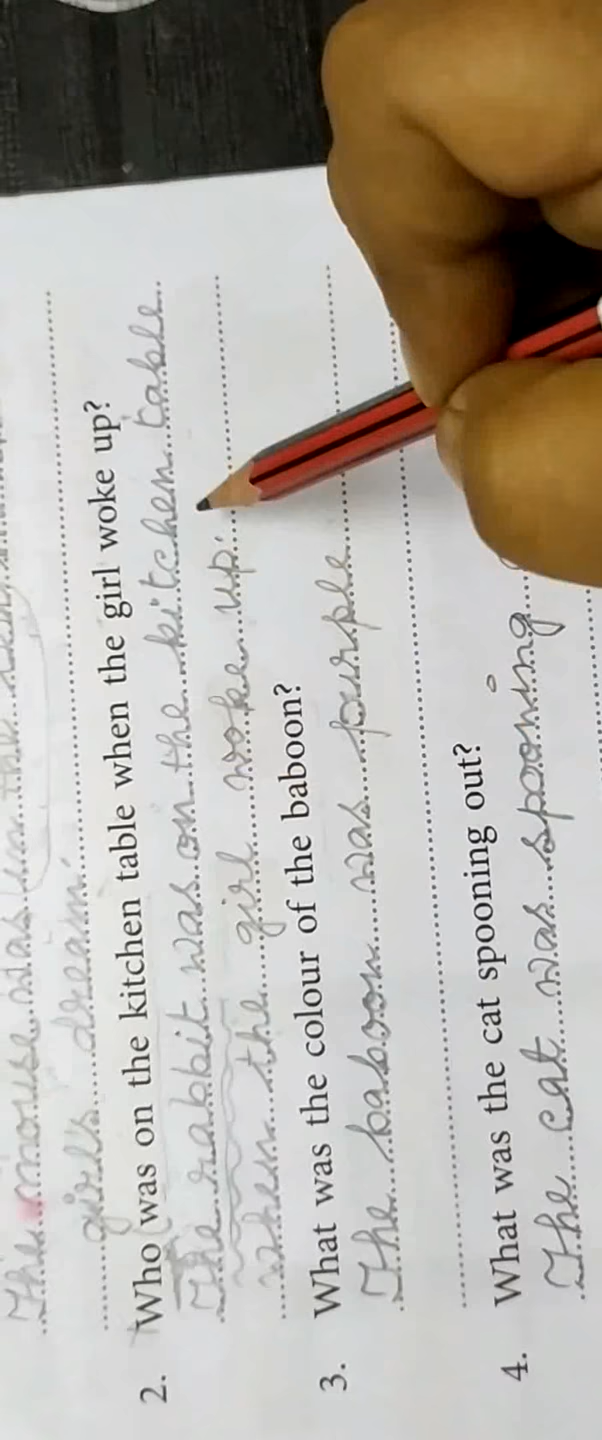 The mouse was in the
girl's dream.
2. Who was on the kitchen table when the girl woke up?
The rabbit was on the kitchen table
when the girl woke up.
3. What was the colour of the baboon?
The baboon was purple
4. What was the cat spooning out?
The cat was spooning